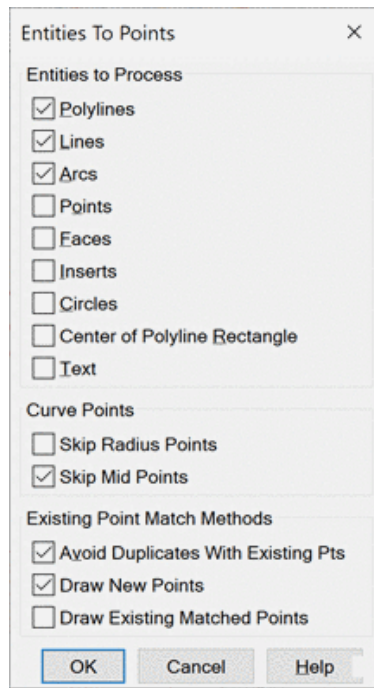 Entities To Points
Entities to Process
Polylines
Lines
Arcs
Points
Faces
Inserts
Circles
Center of Polyline Rectangle
Text
Curve Points
Skip Radius Points
Skip Mid Points
Existing Point Match Methods
Avoid Duplicates With Existing Pts
Draw New Points
Draw Existing Matched Points
OK Cancel Help